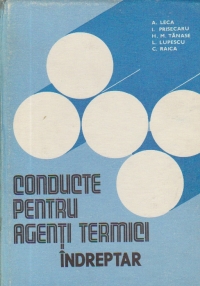 A. LECA
I. PRISECARU
H. M. TĂNASE
L. LUPESCU
C. RAICA
CONDUCTE
PENTRU
AGENȚI TERMICI
ÎNDREPTAR